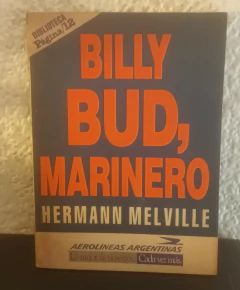 BIBLIOTECA
Página/12
BILLY
BUD,
MARINERO
HERMANN MELVILLE
AEROLINEAS ARGENTINAS
Cada vez más.